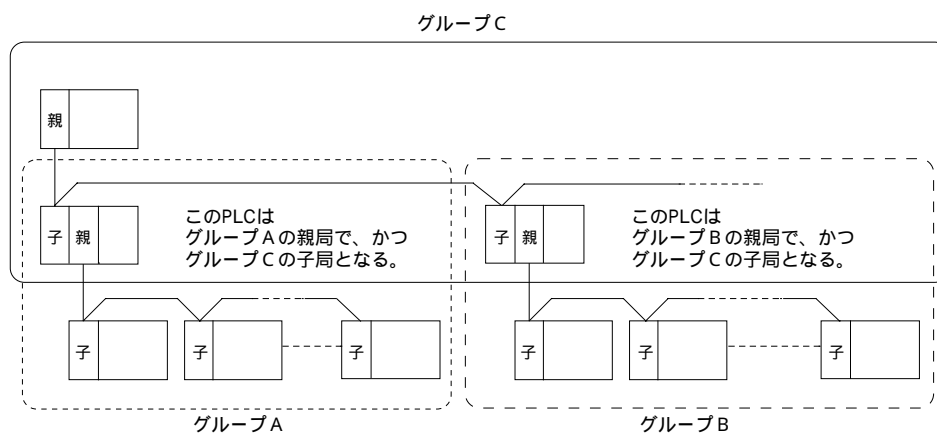 グループC
親
子 親
このPLCは
グループAの親局で、かつ
グループCの子局となる。
子 親
このPLCは
グループBの親局で、かつ
グループCの子局となる。
子
子
子
子
子
子
グループA
グループB